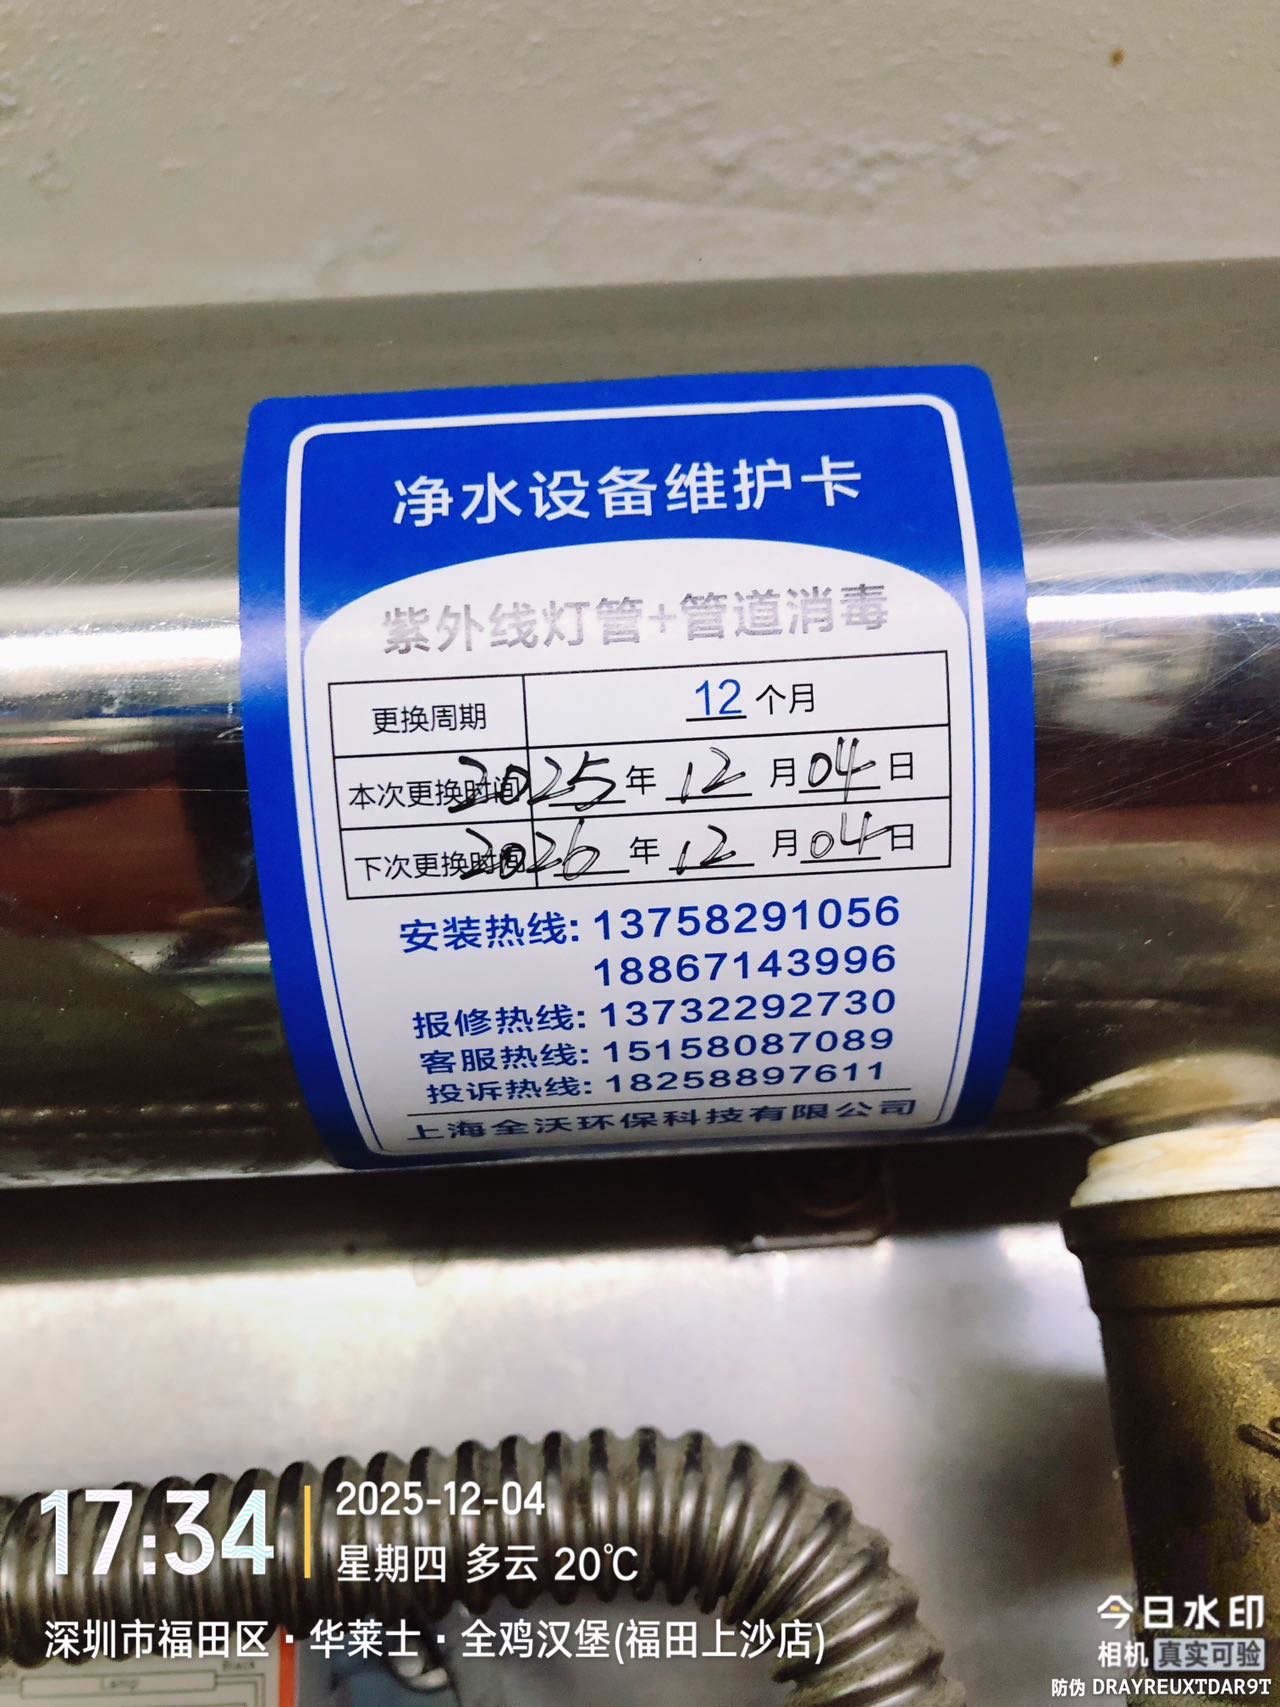 净水设备维护卡
紫外线灯管+管道消毒
更换周期 12 个月
本次更换时间 2025 年 12 月 04 日
下次更换时间 2026 年 12 月 04 日
安装热线: 13758291056
18867143996
报修热线: 13732292730
客服热线: 15158087089
投诉热线: 18258897611
上海全沃环保科技有限公司
17:34
2025-12-04
星期四 多云 20℃
深圳市福田区·华莱士·全鸡汉堡(福田上沙店)
今日水印
相机 真实可验
防伪 DRAYREUXTDAR9T
Lamp